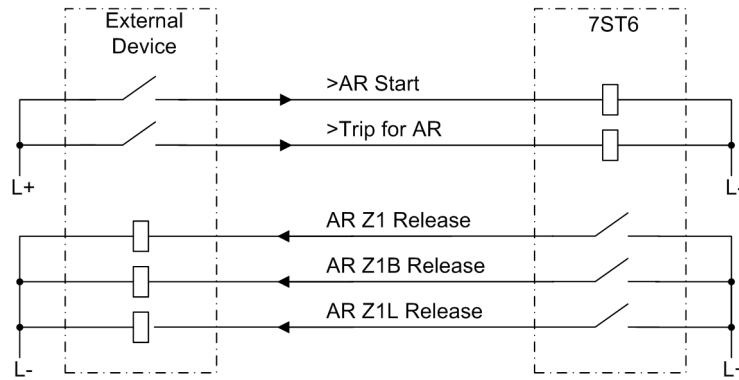 External
Device
7ST6
>AR Start
>Trip for AR
L+
L-
AR Z1 Release
AR Z1B Release
AR Z1L Release
L-
L+